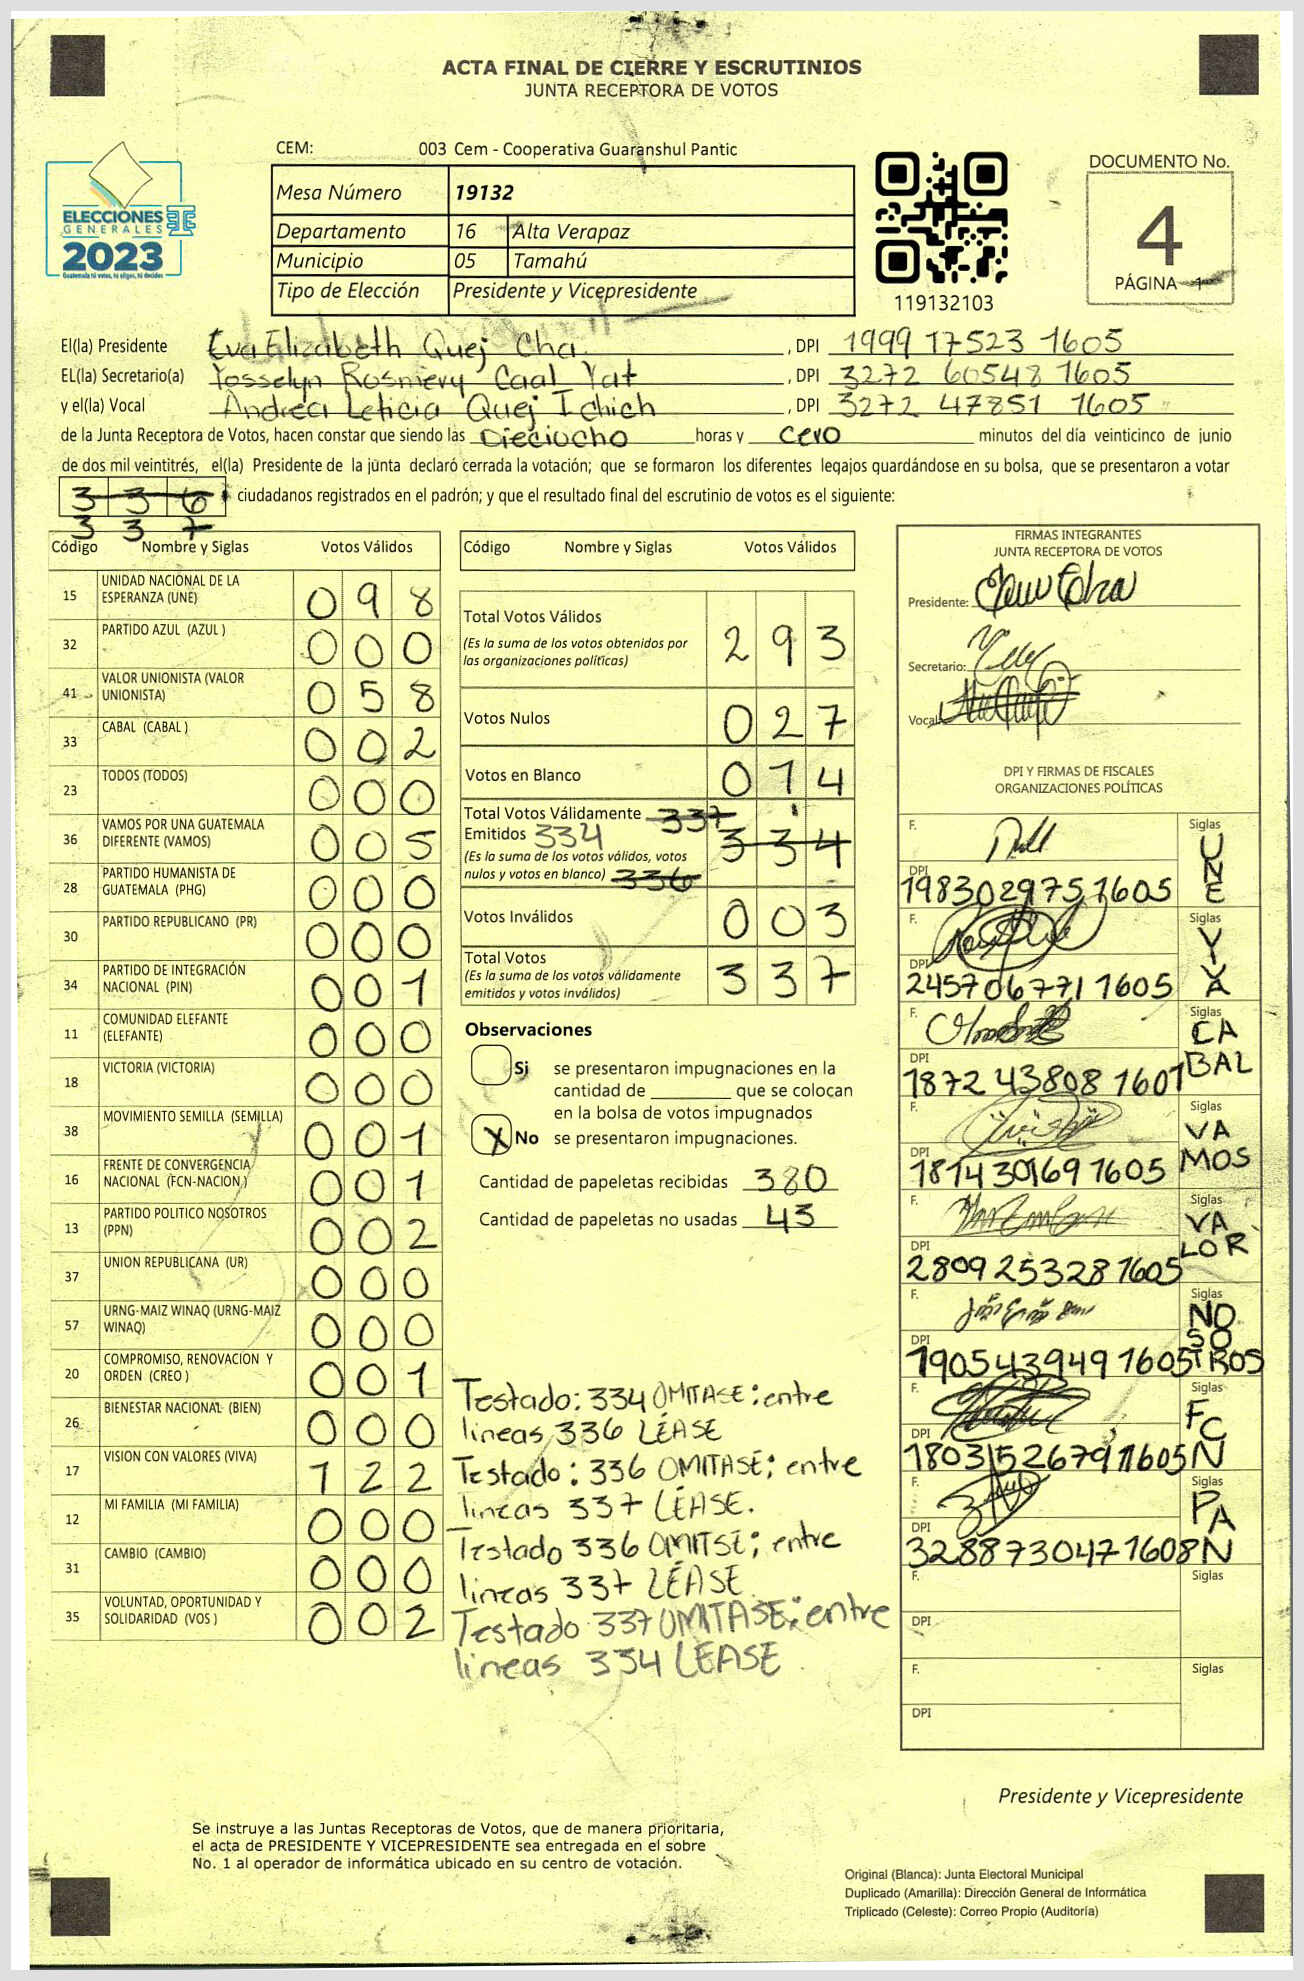 ACTA FINAL DE CIERRE Y ESCRUTINIOS
JUNTA RECEPTORA DE VOTOS
ELECCIONES
GENERALES
2023
Guatemala tú votas, tú eliges, tú decides
CEM: 003 Cem - Cooperativa Guaranshul Pantic
Mesa Número 19132
Departamento 16 Alta Verapaz
Municipio 05 Tamahú
Tipo de Elección Presidente y Vicepresidente
119132103
DOCUMENTO No.
4
PÁGINA 1
El(la) Presidente Eva Elizabeth Quej Cha , DPI 1999 17523 1605
EL(la) Secretario(a) Yosselyn Rosmery Caal Yat , DPI 3272 60548 1605
y el(la) Vocal Andrea Leticia Quej Ichich , DPI 3272 47851 1605
de la Junta Receptora de Votos, hacen constar que siendo las Dieciocho horas y cero minutos del día veinticinco de junio
de dos mil veintitrés, el(la) Presidente de la junta declaró cerrada la votación; que se formaron los diferentes legajos guardándose en su bolsa, que se presentaron a votar
3 3 6 ciudadanos registrados en el padrón; y que el resultado final del escrutinio de votos es el siguiente:
3 3 7
Código Nombre y Siglas Votos Válidos
15 UNIDAD NACIONAL DE LA ESPERANZA (UNE) 0 9 8
32 PARTIDO AZUL (AZUL ) 0 0 0
41 VALOR UNIONISTA (VALOR UNIONISTA) 0 5 8
33 CABAL (CABAL ) 0 0 2
23 TODOS (TODOS) 0 0 0
36 VAMOS POR UNA GUATEMALA DIFERENTE (VAMOS) 0 0 5
28 PARTIDO HUMANISTA DE GUATEMALA (PHG) 0 0 0
30 PARTIDO REPUBLICANO (PR) 0 0 0
34 PARTIDO DE INTEGRACIÓN NACIONAL (PIN) 0 0 1
11 COMUNIDAD ELEFANTE (ELEFANTE) 0 0 0
18 VICTORIA (VICTORIA) 0 0 0
38 MOVIMIENTO SEMILLA (SEMILLA) 0 0 1
16 FRENTE DE CONVERGENCIA NACIONAL (FCN-NACION ) 0 0 1
13 PARTIDO POLITICO NOSOTROS (PPN) 0 0 2
37 UNION REPUBLICANA (UR) 0 0 0
57 URNG-MAIZ WINAQ (URNG-MAIZ WINAQ) 0 0 0
20 COMPROMISO, RENOVACION Y ORDEN (CREO ) 0 0 1
26 BIENESTAR NACIONAL (BIEN) 0 0 0
17 VISION CON VALORES (VIVA) 1 2 2
12 MI FAMILIA (MI FAMILIA) 0 0 0
31 CAMBIO (CAMBIO) 0 0 0
35 VOLUNTAD, OPORTUNIDAD Y SOLIDARIDAD (VOS ) 0 0 2
Código Nombre y Siglas Votos Válidos
Total Votos Válidos 2 9 3
(Es la suma de los votos obtenidos por
las organizaciones políticas)
Votos Nulos 0 2 7
Votos en Blanco 0 1 4
Total Votos Válidamente 337
Emitidos 334 3 3 4
(Es la suma de los votos válidos, votos
nulos y votos en blanco) 336
Votos Inválidos 0 0 3
Total Votos 3 3 7
(Es la suma de los votos válidamente
emitidos y votos inválidos)
Observaciones
Si se presentaron impugnaciones en la
cantidad de ________ que se colocan
en la bolsa de votos impugnados
X No se presentaron impugnaciones.
Cantidad de papeletas recibidas 380
Cantidad de papeletas no usadas 43
Testado: 334 OMITASE; entre
lineas 336 LÉASE
Testado: 336 OMITASE; entre
lineas 337 LÉASE.
Testado 336 OMITSE; entre
lineas 337 LÉASE
Testado 337 OMITASE; entre
lineas 334 LEASE
FIRMAS INTEGRANTES
JUNTA RECEPTORA DE VOTOS
Presidente:
Secretario:
Vocal:
DPI Y FIRMAS DE FISCALES
ORGANIZACIONES POLÍTICAS
F. Siglas UNE
DPI 1983029751605
F. Siglas VIVA
DPI 2457067711605
F. Siglas CABAL
DPI 1872 43808 1601
F. Siglas VAMOS
DPI 1814301691605
F. Siglas VALOR
DPI 2809253281605
F. Siglas NOSOTROS
DPI 1905439491605
F. Siglas FCN
DPI 1803152679 1605
F. Siglas PAN
DPI 3288730471608
F. Siglas
DPI
F. Siglas
DPI
Presidente y Vicepresidente
Se instruye a las Juntas Receptoras de Votos, que de manera prioritaria,
el acta de PRESIDENTE Y VICEPRESIDENTE sea entregada en el sobre
No. 1 al operador de informática ubicado en su centro de votación.
Original (Blanca): Junta Electoral Municipal
Duplicado (Amarilla): Dirección General de Informática
Triplicado (Celeste): Correo Propio (Auditoría)